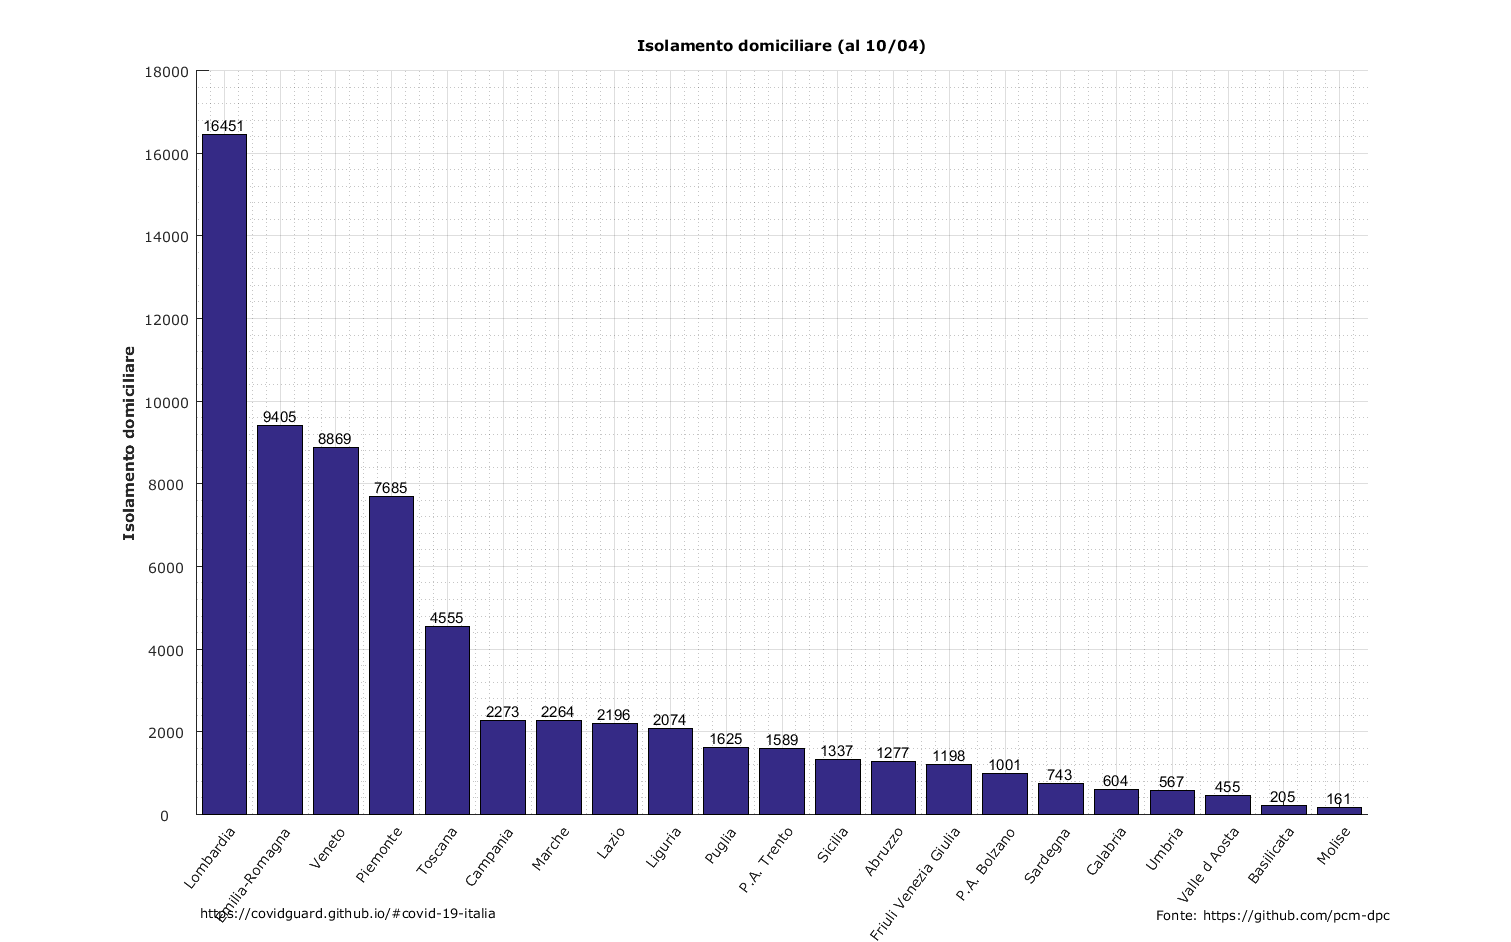 Isolamento domiciliare (al 10/04)
Isolamento domiciliare
18000
16000
14000
12000
10000
8000
6000
4000
2000
0
16451
9405
8869
7685
4555
2273
2264
2196
2074
1625
1589
1337
1277
1198
1001
743
604
567
455
205
161
Lombardia
Emilia-Romagna
Veneto
Piemonte
Toscana
Campania
Marche
Lazio
Liguria
Puglia
P.A. Trento
Sicilia
Abruzzo
Friuli Venezia Giulia
P.A. Bolzano
Sardegna
Calabria
Umbria
Valle d Aosta
Basilicata
Molise
https://covidguard.github.io/#covid-19-italia
Fonte: https://github.com/pcm-dpc